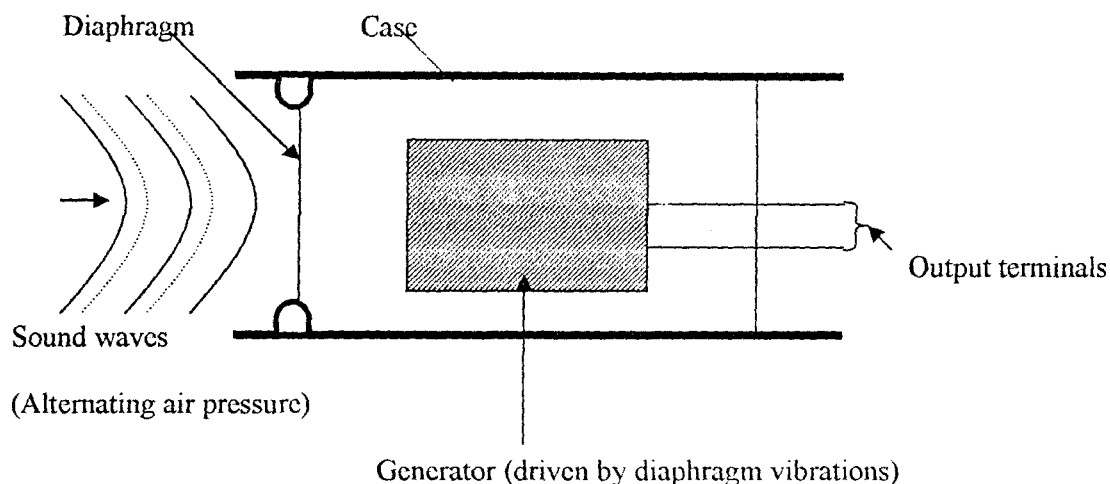 Diaphragm
Case
Output terminals
Sound waves
(Alternating air pressure)
Generator (driven by diaphragm vibrations)